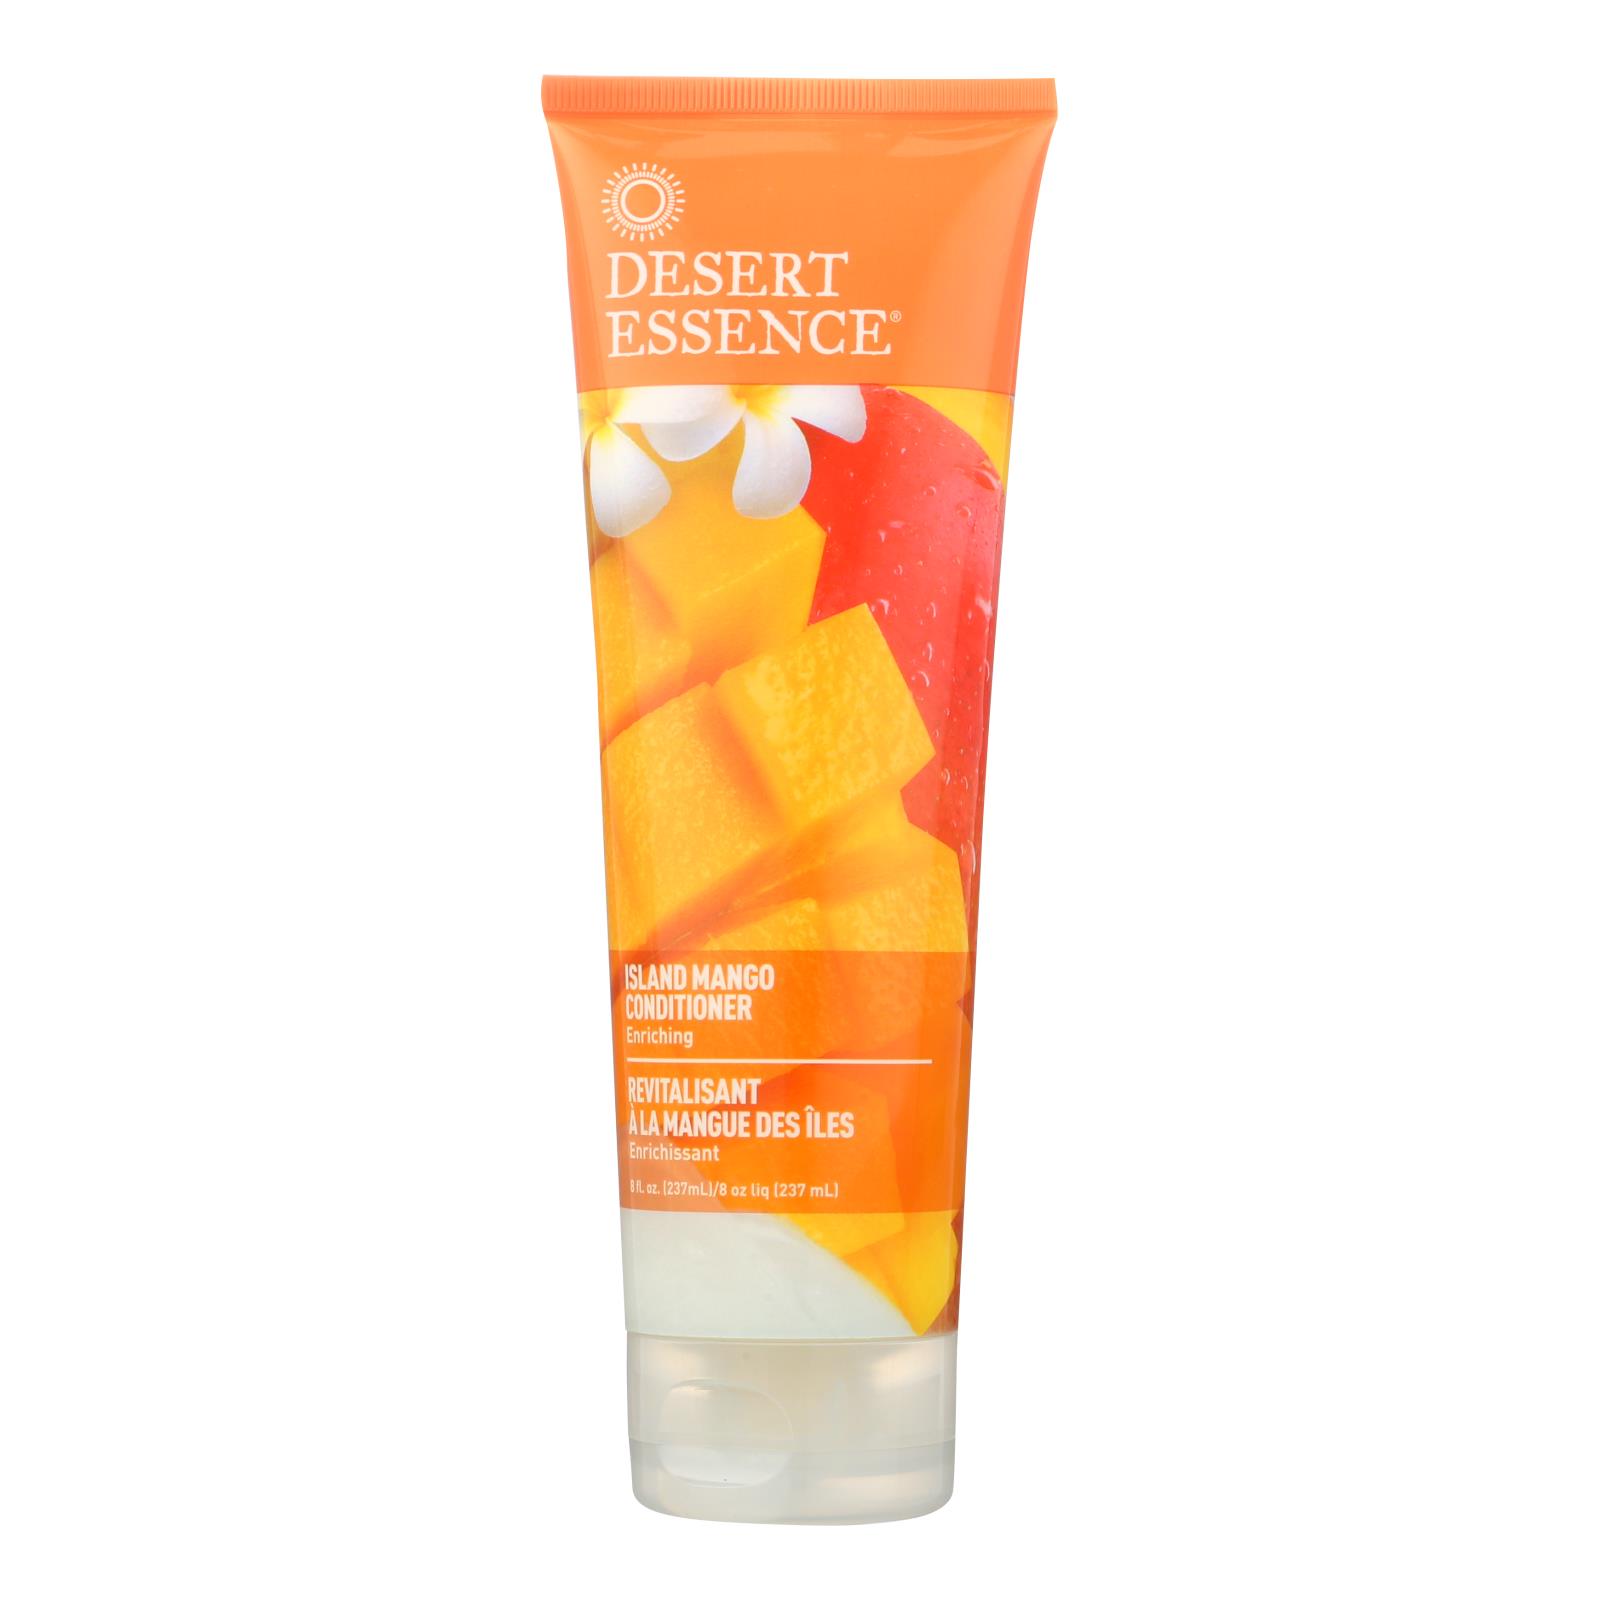 DESERT
ESSENCE®
ISLAND MANGO
CONDITIONER
Enriching
REVITALISANT
À LA MANGUE DES ÎLES
Enrichissant
8 fl. oz. (237mL)/8 oz liq (237 mL)